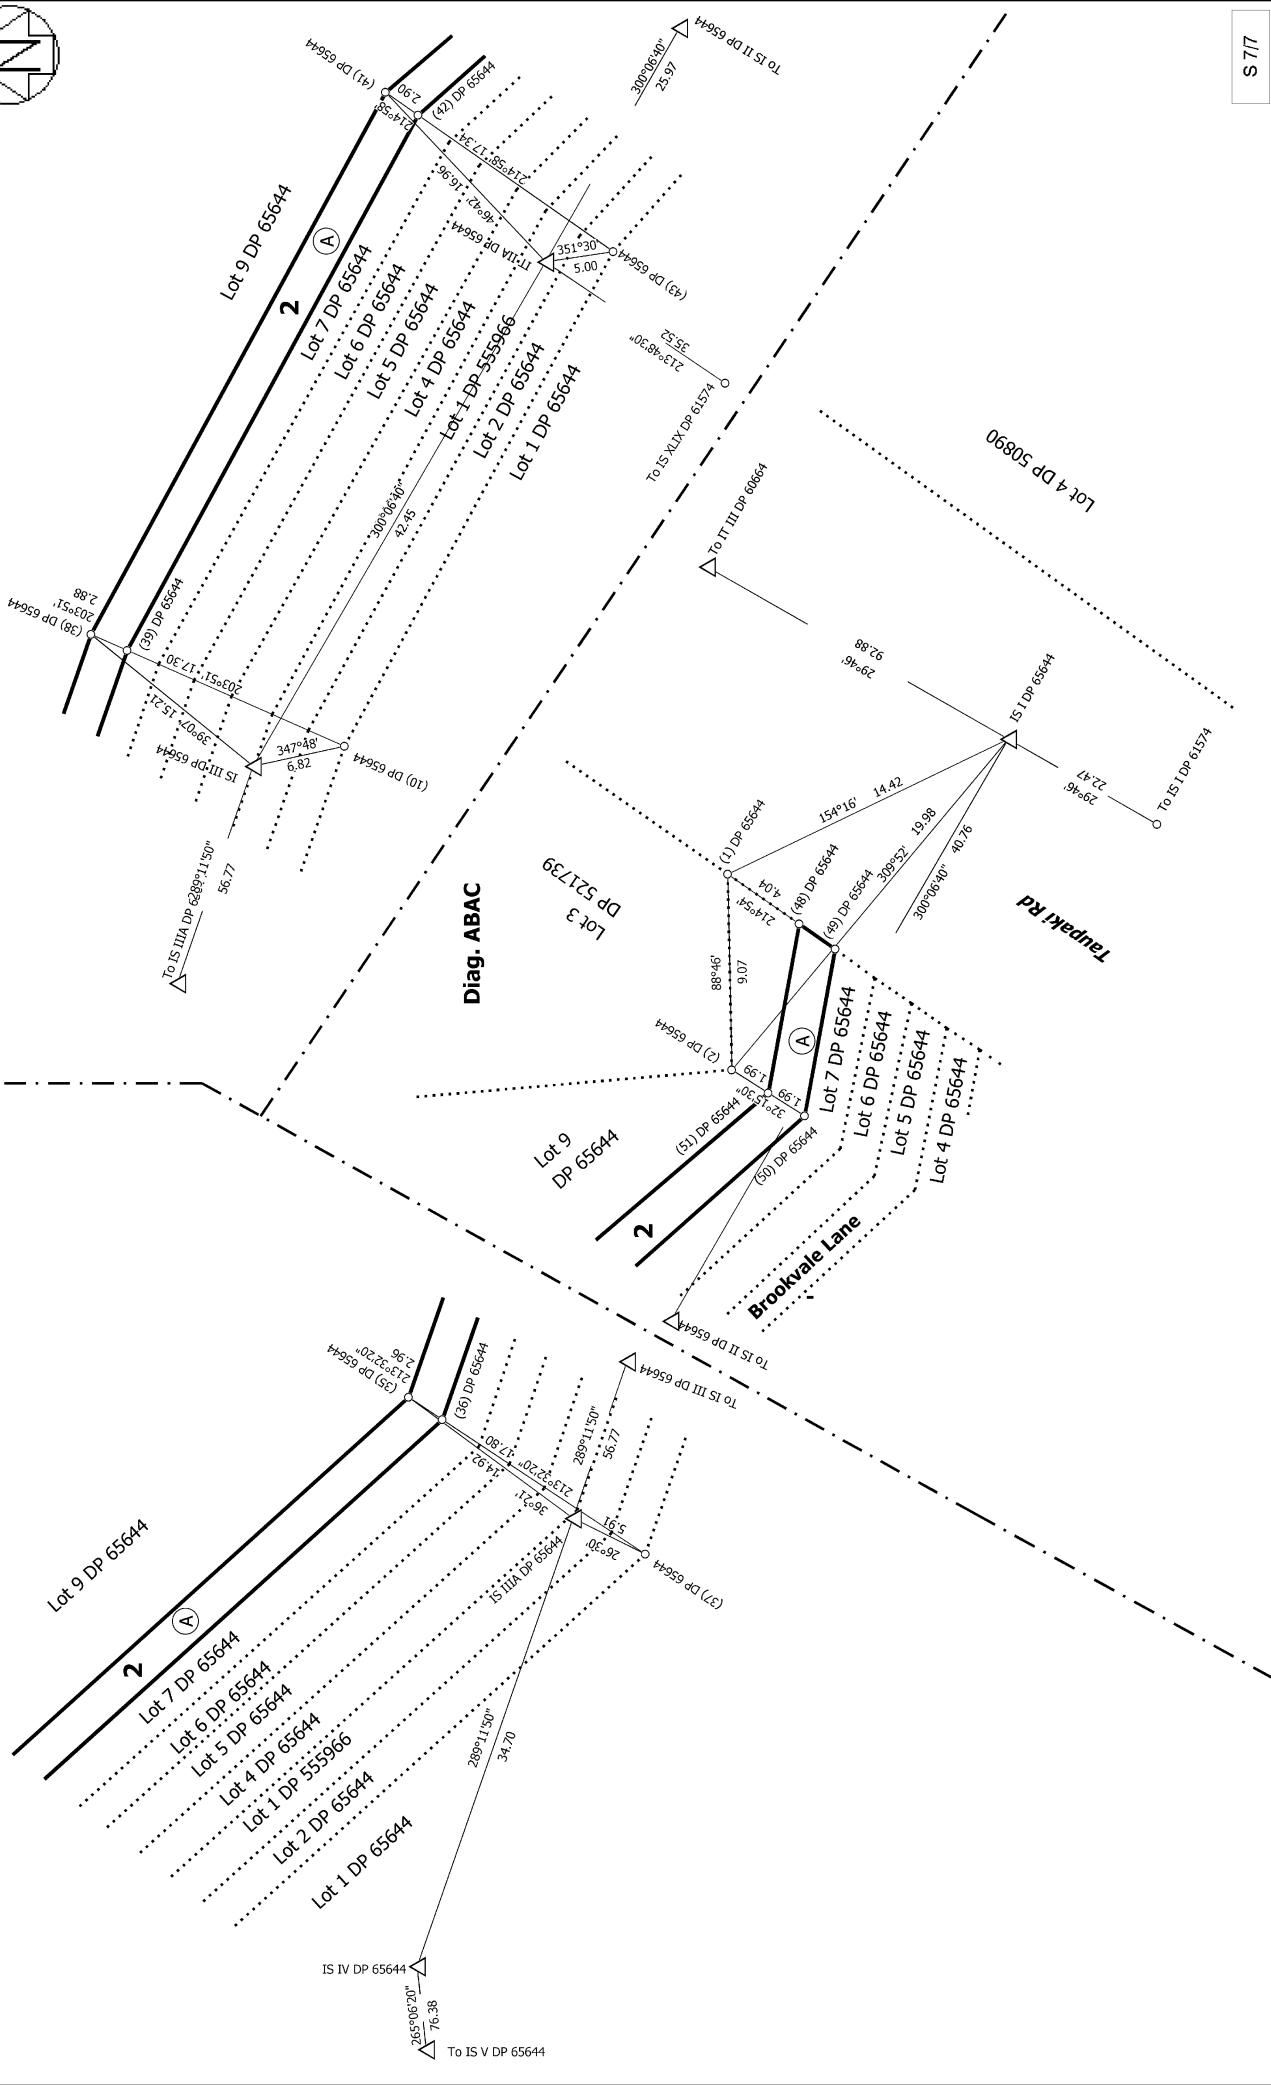 N
S 7/7
(41) DP 65644
214°58'
2.90
(42) DP 65644
214°58' 17.34
46°42' 16.96
IT IIA DP 65644
351°30'
5.00
(43) DP 65644
300°06'40"
25.97
To IS II DP 65644
Lot 9 DP 65644
2
A
Lot 7 DP 65644
Lot 6 DP 65644
Lot 5 DP 65644
Lot 4 DP 65644
Lot 1 DP 555966
Lot 2 DP 65644
Lot 1 DP 65644
300°06'40"
42.45
213°48'30"
35.52
To IS XLIX DP 61574
(38) DP 65644
203°51'
2.88
(39) DP 65644
203°51' 17.30
39°07' 15.21
IS III DP 65644
347°48'
6.82
(10) DP 65644
289°11'50"
56.77
To IS IIIA DP 6
Lot 4 DP 50890
To IT III DP 60664
29°46'
92.88
IS I DP 65644
29°46'
22.47
To IS I DP 61574
154°16'
14.42
309°52'
19.98
300°06'40"
40.76
Taupaki Rd
Diag. ABAC
Lot 3
DP 521739
(1) DP 65644
214°54'
4.04
(48) DP 65644
(49) DP 65644
88°46'
9.07
(2) DP 65644
1.99
32°15'30"
1.99
(51) DP 65644
(50) DP 65644
A
Lot 7 DP 65644
Lot 6 DP 65644
Lot 5 DP 65644
Lot 4 DP 65644
Lot 9
DP 65644
2
Brookvale Lane
To IS II DP 65644
(35) DP 65644
213°32'20"
2.96
(36) DP 65644
213°32'20" 17.80
36°21'
14.92
289°11'50"
56.77
To IS III DP 65644
IS IIIA DP 65644
26°30'
5.91
(37) DP 65644
Lot 9 DP 65644
2
A
Lot 7 DP 65644
Lot 6 DP 65644
Lot 5 DP 65644
Lot 4 DP 65644
Lot 1 DP 555966
Lot 2 DP 65644
Lot 1 DP 65644
289°11'50"
34.70
IS IV DP 65644
265°06'20"
76.38
To IS V DP 65644